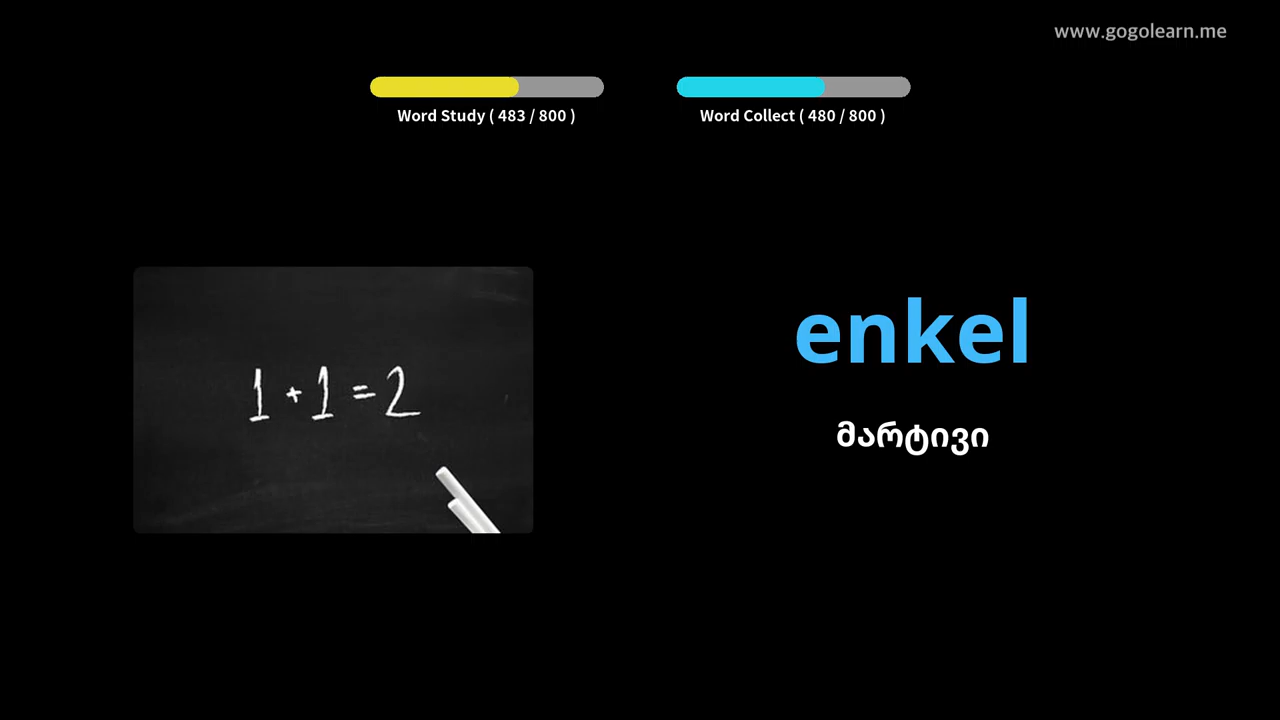 www.gogolearn.me
Word Study ( 483 / 800 )
Word Collect ( 480 / 800 )
1 + 1 = 2
enkel
მარტივი